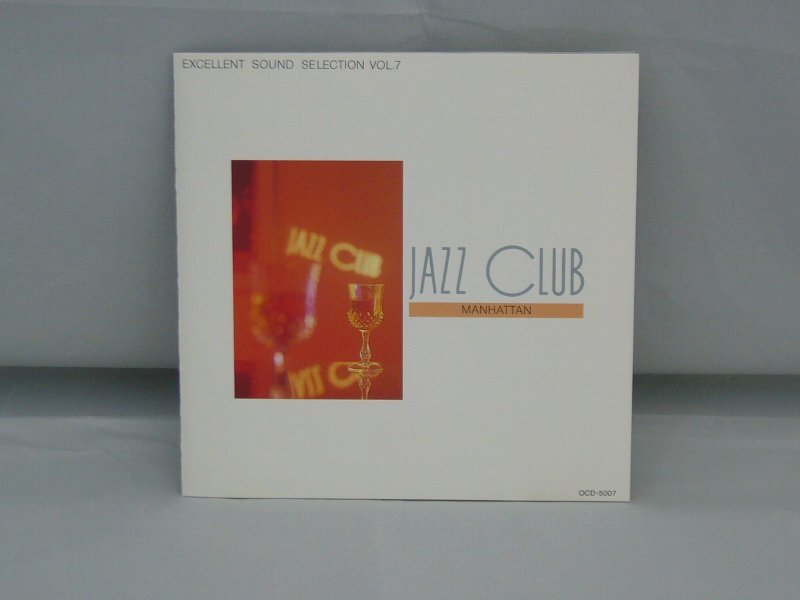 EXCELLENT SOUND SELECTION VOL.7
JAZZ CLUB
JAZZ CLUB
MANHATTAN
OCD-5007